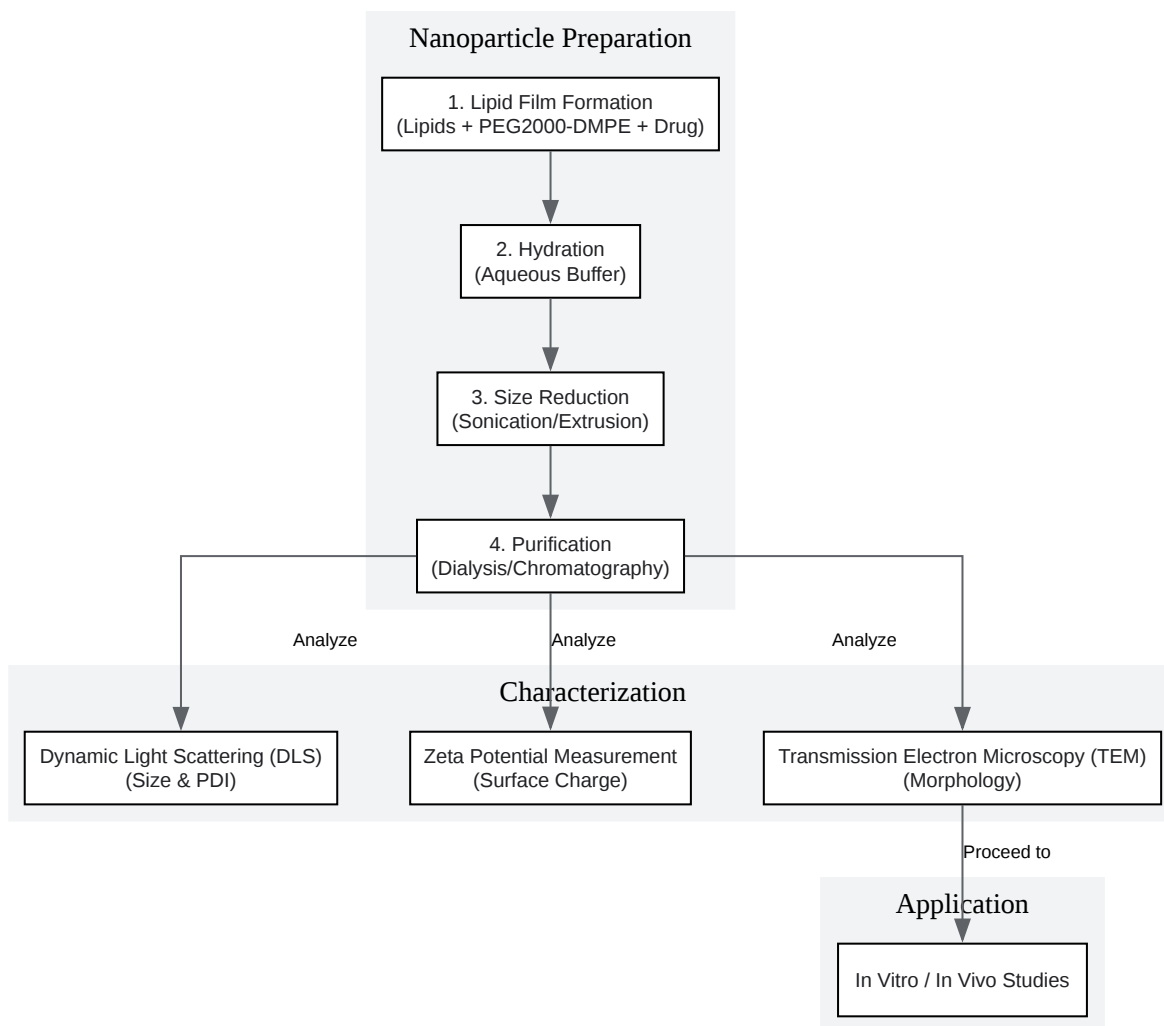 Nanoparticle Preparation
1. Lipid Film Formation
(Lipids + PEG2000-DMPE + Drug)
2. Hydration
(Aqueous Buffer)
3. Size Reduction
(Sonication/Extrusion)
4. Purification
(Dialysis/Chromatography)
Analyze
Analyze
Analyze
Characterization
Dynamic Light Scattering (DLS)
(Size & PDI)
Zeta Potential Measurement
(Surface Charge)
Transmission Electron Microscopy (TEM)
(Morphology)
Proceed to
Application
In Vitro / In Vivo Studies